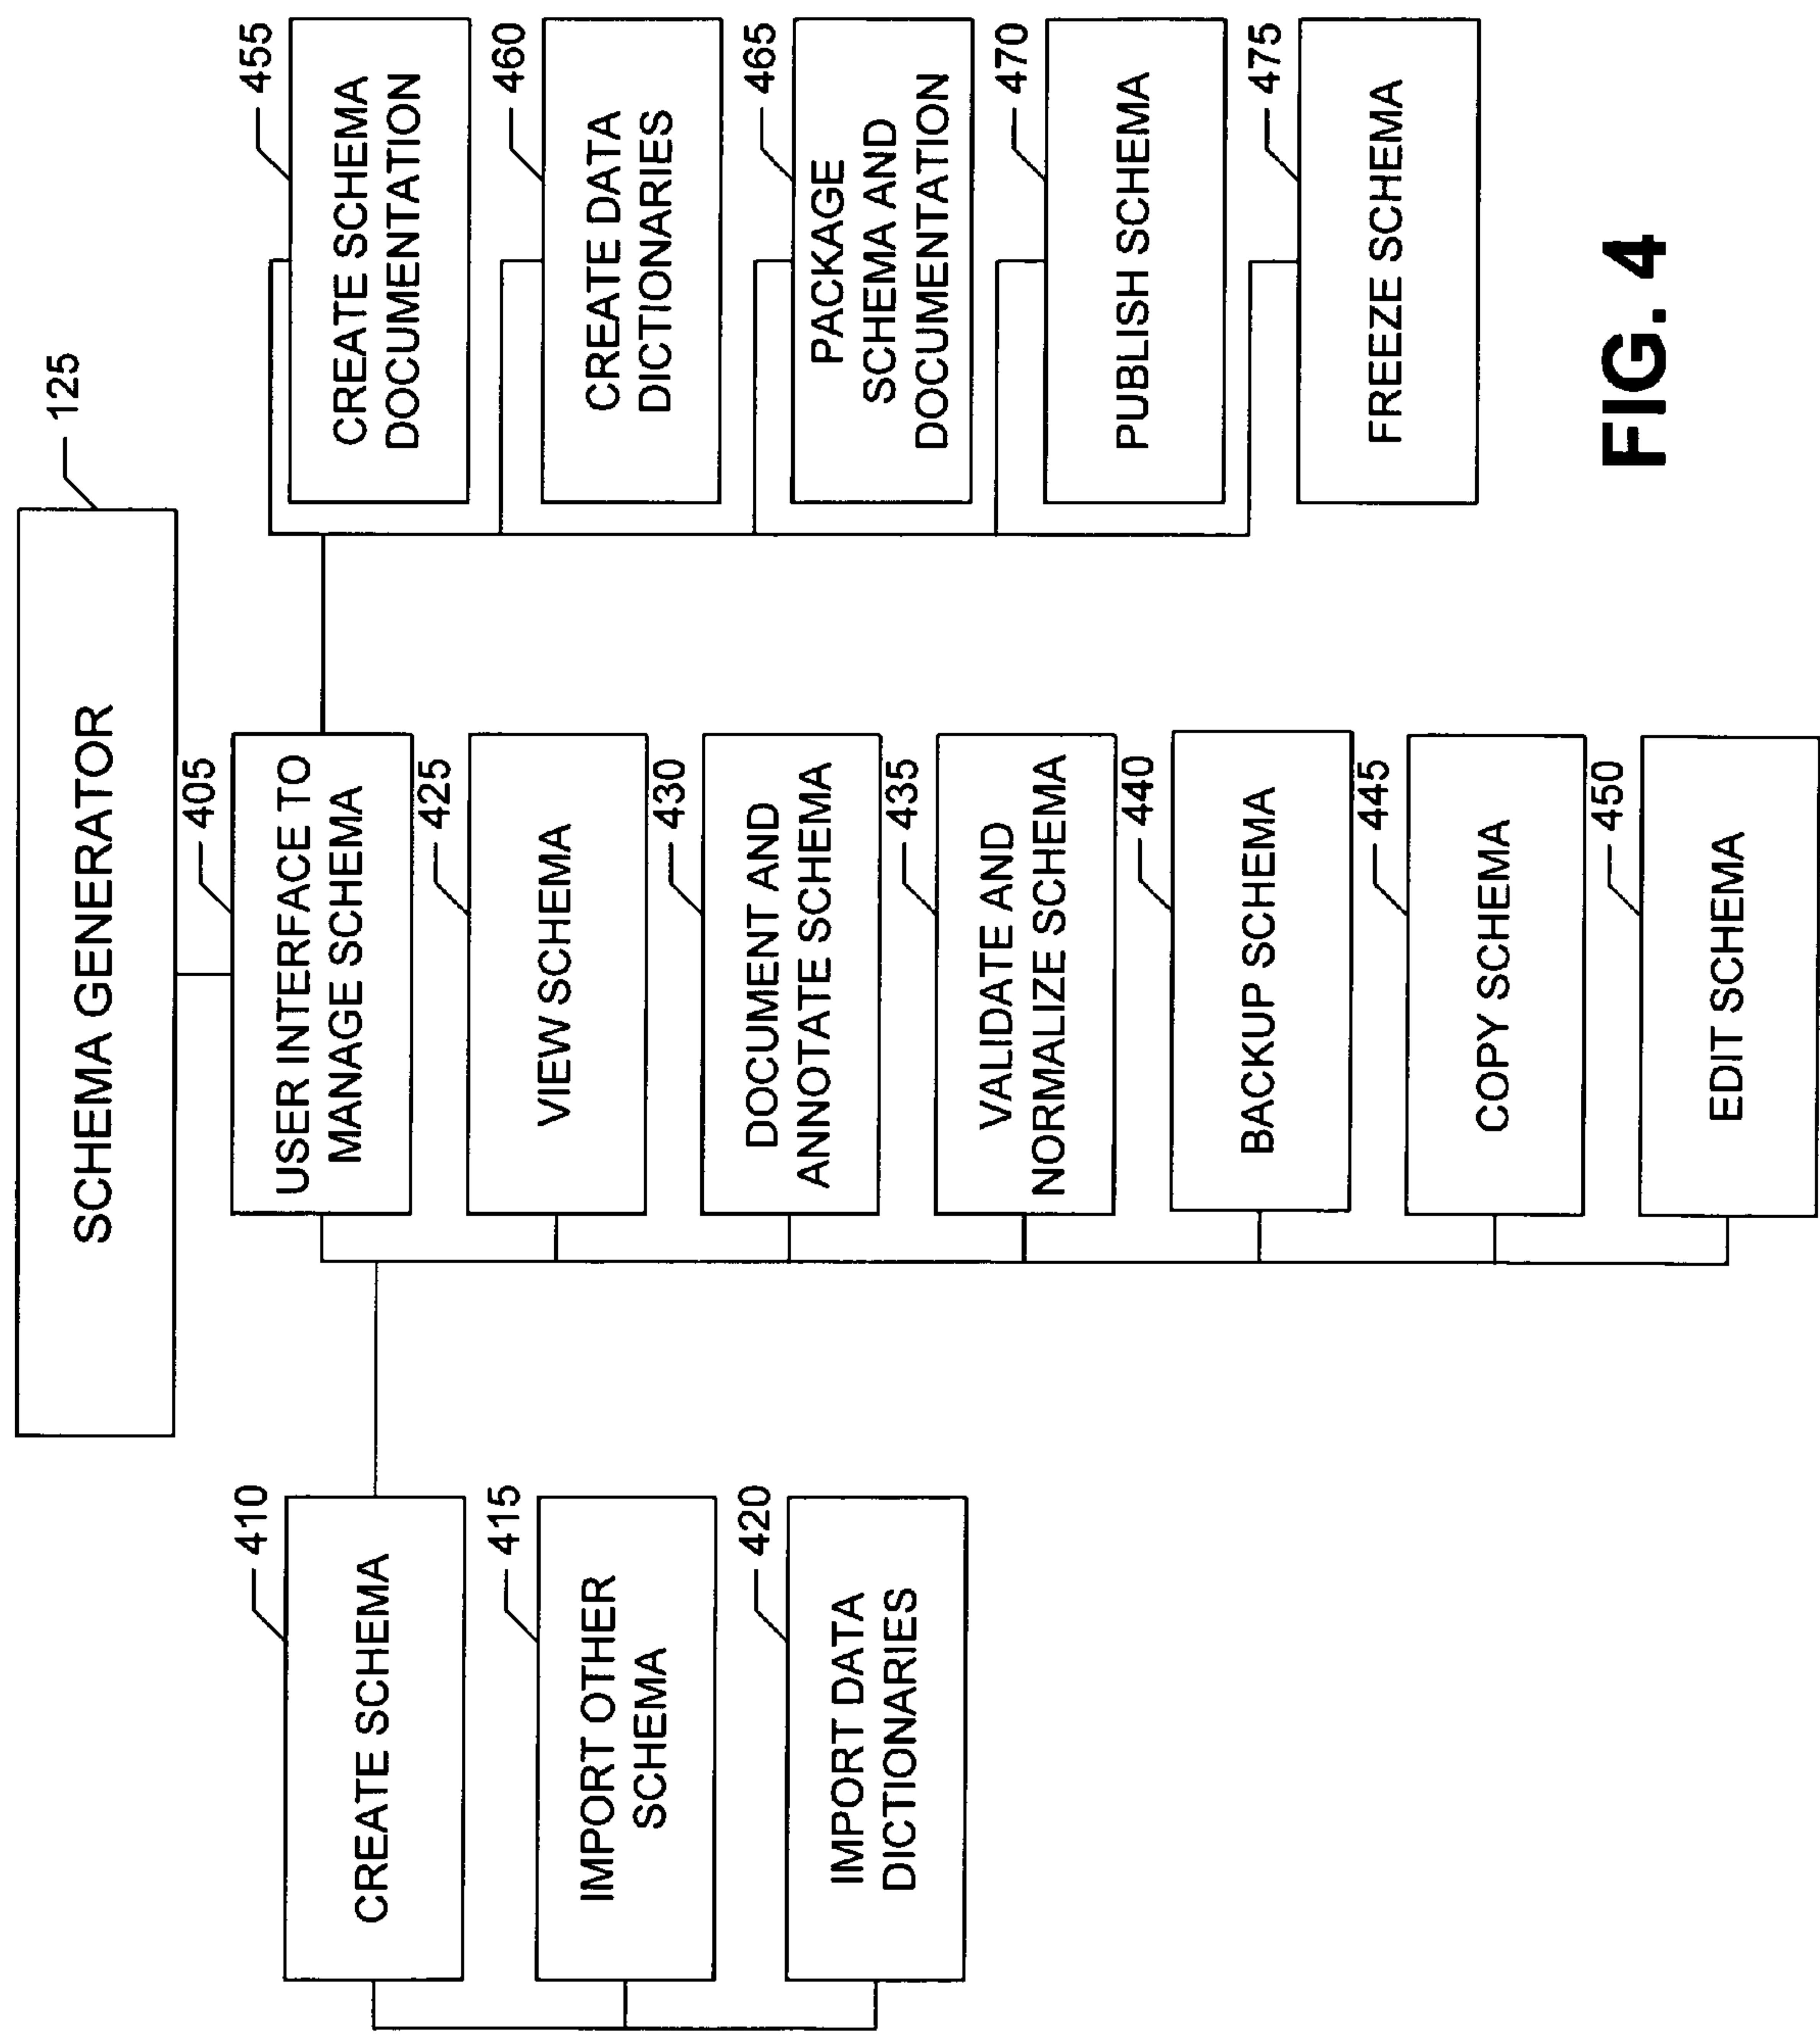 SCHEMA GENERATOR
125
410
CREATE SCHEMA
415
IMPORT OTHER
SCHEMA
420
IMPORT DATA
DICTIONARIES
405
USER INTERFACE TO
MANAGE SCHEMA
425
VIEW SCHEMA
430
DOCUMENT AND
ANNOTATE SCHEMA
435
VALIDATE AND
NORMALIZE SCHEMA
440
BACKUP SCHEMA
445
COPY SCHEMA
450
EDIT SCHEMA
455
CREATE SCHEMA
DOCUMENTATION
460
CREATE DATA
DICTIONARIES
465
PACKAGE
SCHEMA AND
DOCUMENTATION
470
PUBLISH SCHEMA
475
FREEZE SCHEMA
FIG. 4